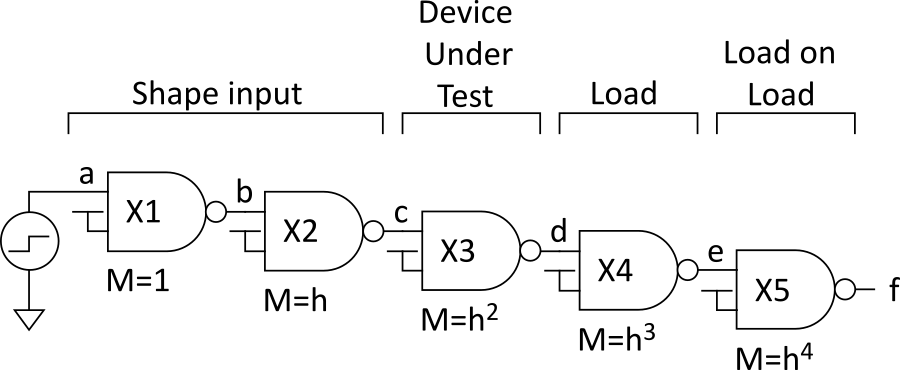 Device
Under
Test
Shape input
Load
Load on
Load
a
X1
M=1
b
X2
M=h
c
X3
M=h²
d
X4
M=h³
e
X5
M=h⁴
f